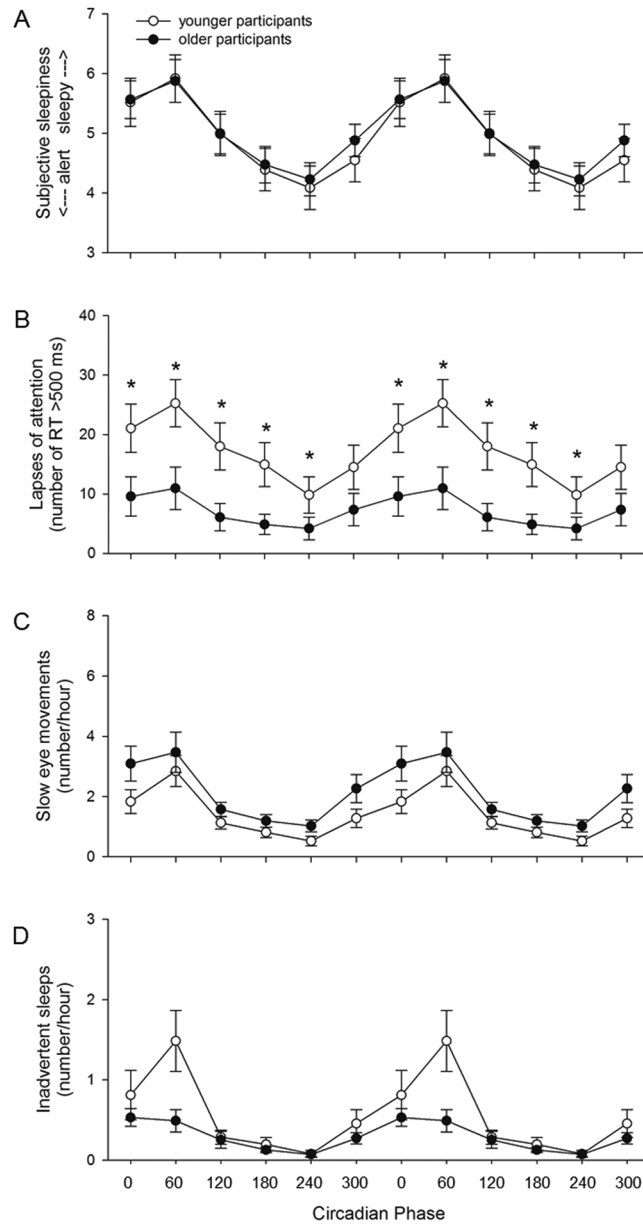 A
younger participants
older participants
Subjective sleepiness
<--- alert sleepy --->
7
6
5
4
3
B
Lapses of attention
(number of RT >500 ms)
40
30
20
10
0
* * * * * * * * * *
C
Slow eye movements
(number/hour)
8
6
4
2
0
D
Inadvertent sleeps
(number/hour)
3
2
1
0
0 60 120 180 240 300 0 60 120 180 240 300
Circadian Phase